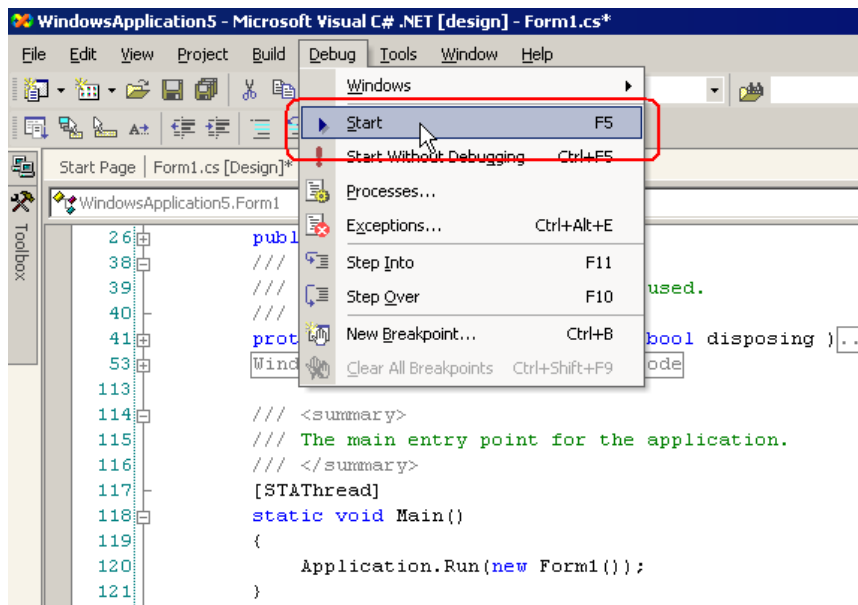 WindowsApplication5 - Microsoft Visual C# .NET [design] - Form1.cs*
File Edit View Project Build Debug Tools Window Help
Windows
Start F5
Start Without Debugging Ctrl+F5
Start Page Form1.cs [Design]*
Processes...
WindowsApplication5.Form1
Exceptions... Ctrl+Alt+E
Step Into F11
Step Over F10
New Breakpoint... Ctrl+B
Clear All Breakpoints Ctrl+Shift+F9
Toolbox
26 publ
38 ///
39 /// used.
40 ///
41 prot bool disposing )..
53 Wind ode
113
114 /// <summary>
115 /// The main entry point for the application.
116 /// </summary>
117 [STAThread]
118 static void Main()
119 {
120 Application.Run(new Form1());
121 }